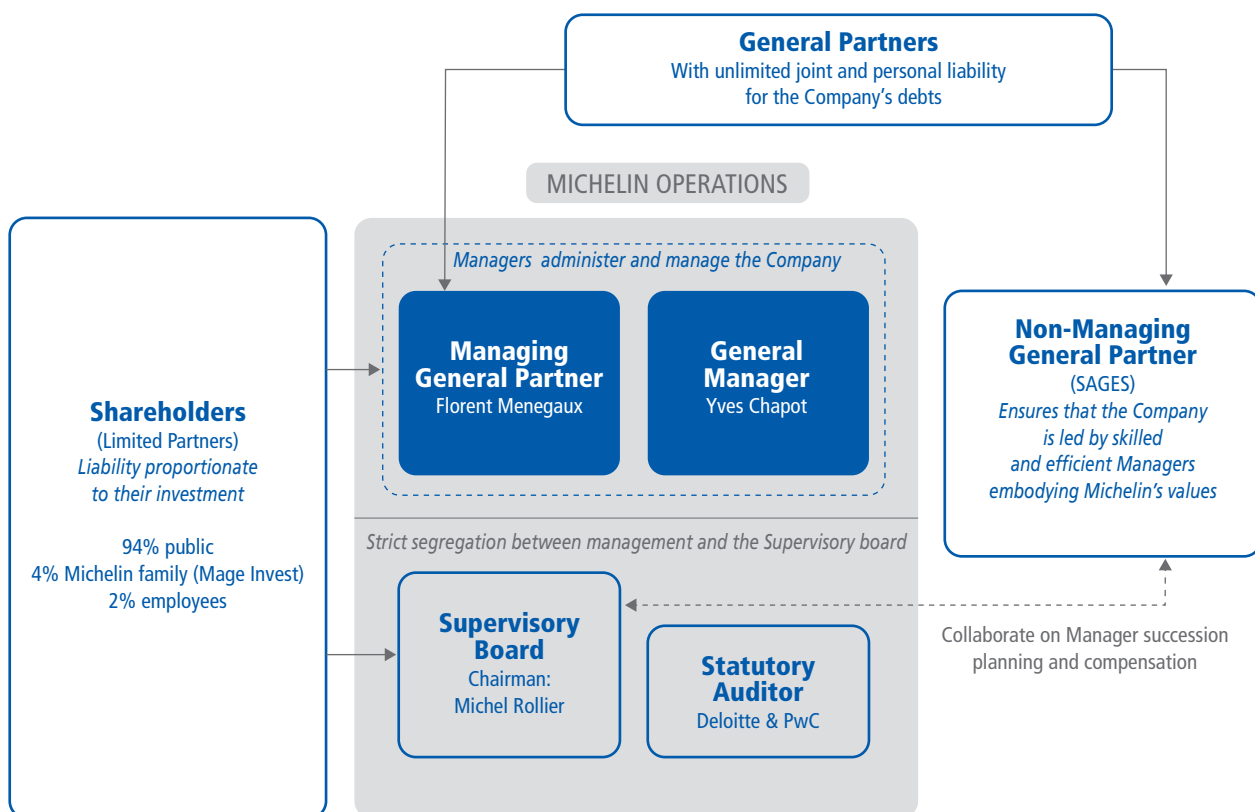 General Partners
With unlimited joint and personal liability
for the Company's debts
MICHELIN OPERATIONS
Managers administer and manage the Company
Managing
General Partner
Florent Menegaux
General
Manager
Yves Chapot
Non-Managing
General Partner
(SAGES)
Ensures that the Company
is led by skilled
and efficient Managers
embodying Michelin's values
Shareholders
(Limited Partners)
Liability proportionate
to their investment
94% public
4% Michelin family (Mage Invest)
2% employees
Strict segregation between management and the Supervisory board
Supervisory
Board
Chairman:
Michel Rollier
Statutory
Auditor
Deloitte & PwC
Collaborate on Manager succession
planning and compensation